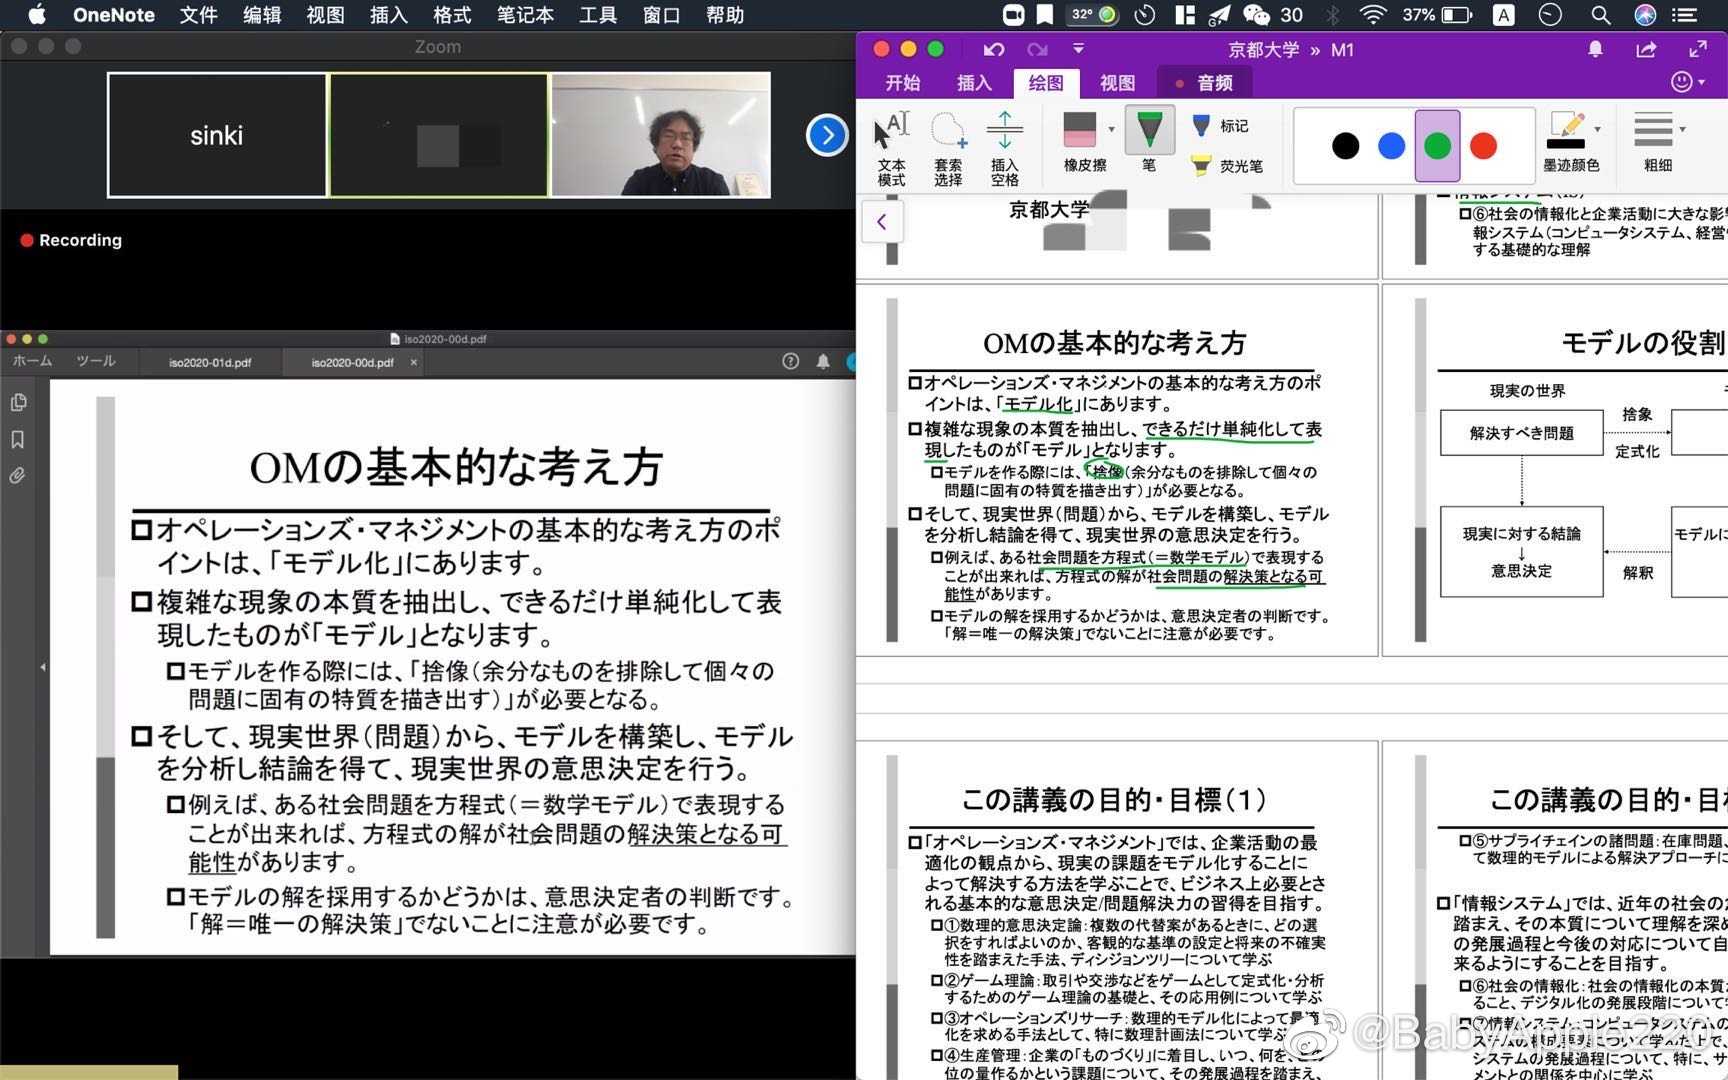 OneNote 文件 编辑 视图 插入 格式 笔记本 工具 窗口 帮助
32° 30 37% A
Zoom
sinki
Recording
iso2020-00d.pdf
ホーム ツール iso2020-01d.pdf iso2020-00d.pdf ×
OMの基本的な考え方
オペレーションズ・マネジメントの基本的な考え方のポ
イントは、「モデル化」にあります。
複雑な現象の本質を抽出し、できるだけ単純化して表
現したものが「モデル」となります。
モデルを作る際には、「捨像（余分なものを排除して個々の
問題に固有の特質を描き出す）」が必要となる。
そして、現実世界（問題）から、モデルを構築し、モデル
を分析し結論を得て、現実世界の意思決定を行う。
例えば、ある社会問題を方程式（＝数学モデル）で表現する
ことが出来れば、方程式の解が社会問題の解決策となる可
能性があります。
モデルの解を採用するかどうかは、意思決定者の判断です。
「解＝唯一の解決策」でないことに注意が必要です。
京都大学 » M1
开始 插入 绘图 视图 音频
文本
模式
套索
选择
插入
空格
橡皮擦
笔
标记
荧光笔
墨迹颜色
粗细
京都大学
⑥社会の情報化と企業活動に大きな影
報システム（コンピュータシステム、経営
する基礎的な理解
OMの基本的な考え方
オペレーションズ・マネジメントの基本的な考え方のポ
イントは、「モデル化」にあります。
複雑な現象の本質を抽出し、できるだけ単純化して表
現したものが「モデル」となります。
モデルを作る際には、「捨像（余分なものを排除して個々の
問題に固有の特質を描き出す）」が必要となる。
そして、現実世界（問題）から、モデルを構築し、モデル
を分析し結論を得て、現実世界の意思決定を行う。
例えば、ある社会問題を方程式（＝数学モデル）で表現する
ことが出来れば、方程式の解が社会問題の解決策となる可
能性があります。
モデルの解を採用するかどうかは、意思決定者の判断です。
「解＝唯一の解決策」でないことに注意が必要です。
モデルの役割
現実の世界
解決すべき問題
捨象
定式化
現実に対する結論
↓
意思決定
解釈
モデルに
この講義の目的・目標（1）
「オペレーションズ・マネジメント」では、企業活動の最
適化の観点から、現実の課題をモデル化することに
よって解決する方法を学ぶことで、ビジネス上必要とさ
れる基本的な意思決定/問題解決力の習得を目指す。
①数理的意思決定論：複数の代替案があるときに、どの選
択をすればよいのか、客観的な基準の設定と将来の不確実
性を踏まえた手法、ディシジョンツリーについて学ぶ
②ゲーム理論：取引や交渉などをゲームとして定式化・分析
するためのゲーム理論の基礎と、その応用例について学ぶ
③オペレーションズリサーチ：数理的モデル化によって最適
化を求める手法として、特に数理計画法について学ぶ
④生産管理：企業の「ものづくり」に着目し、いつ、何を、どの
位の量作るかという課題について、その発展過程を踏まえ、
この講義の目的・目
⑤サプライチェインの諸問題：在庫問題、
て数理的モデルによる解決アプローチに
「情報システム」では、近年の社会の
踏まえ、その本質について理解を深め
の発展過程と今後の対応について自
来るようにすることを目指す。
⑥社会の情報化：社会の情報化の本質
ること、デジタル化の発展段階について
⑦情報システム：コンピュータシステムの
ステムの構成要素について学んだ上で、
システムの発展過程について、特に、サ
メントとの関係を中心に学ぶ
@BabyApple220